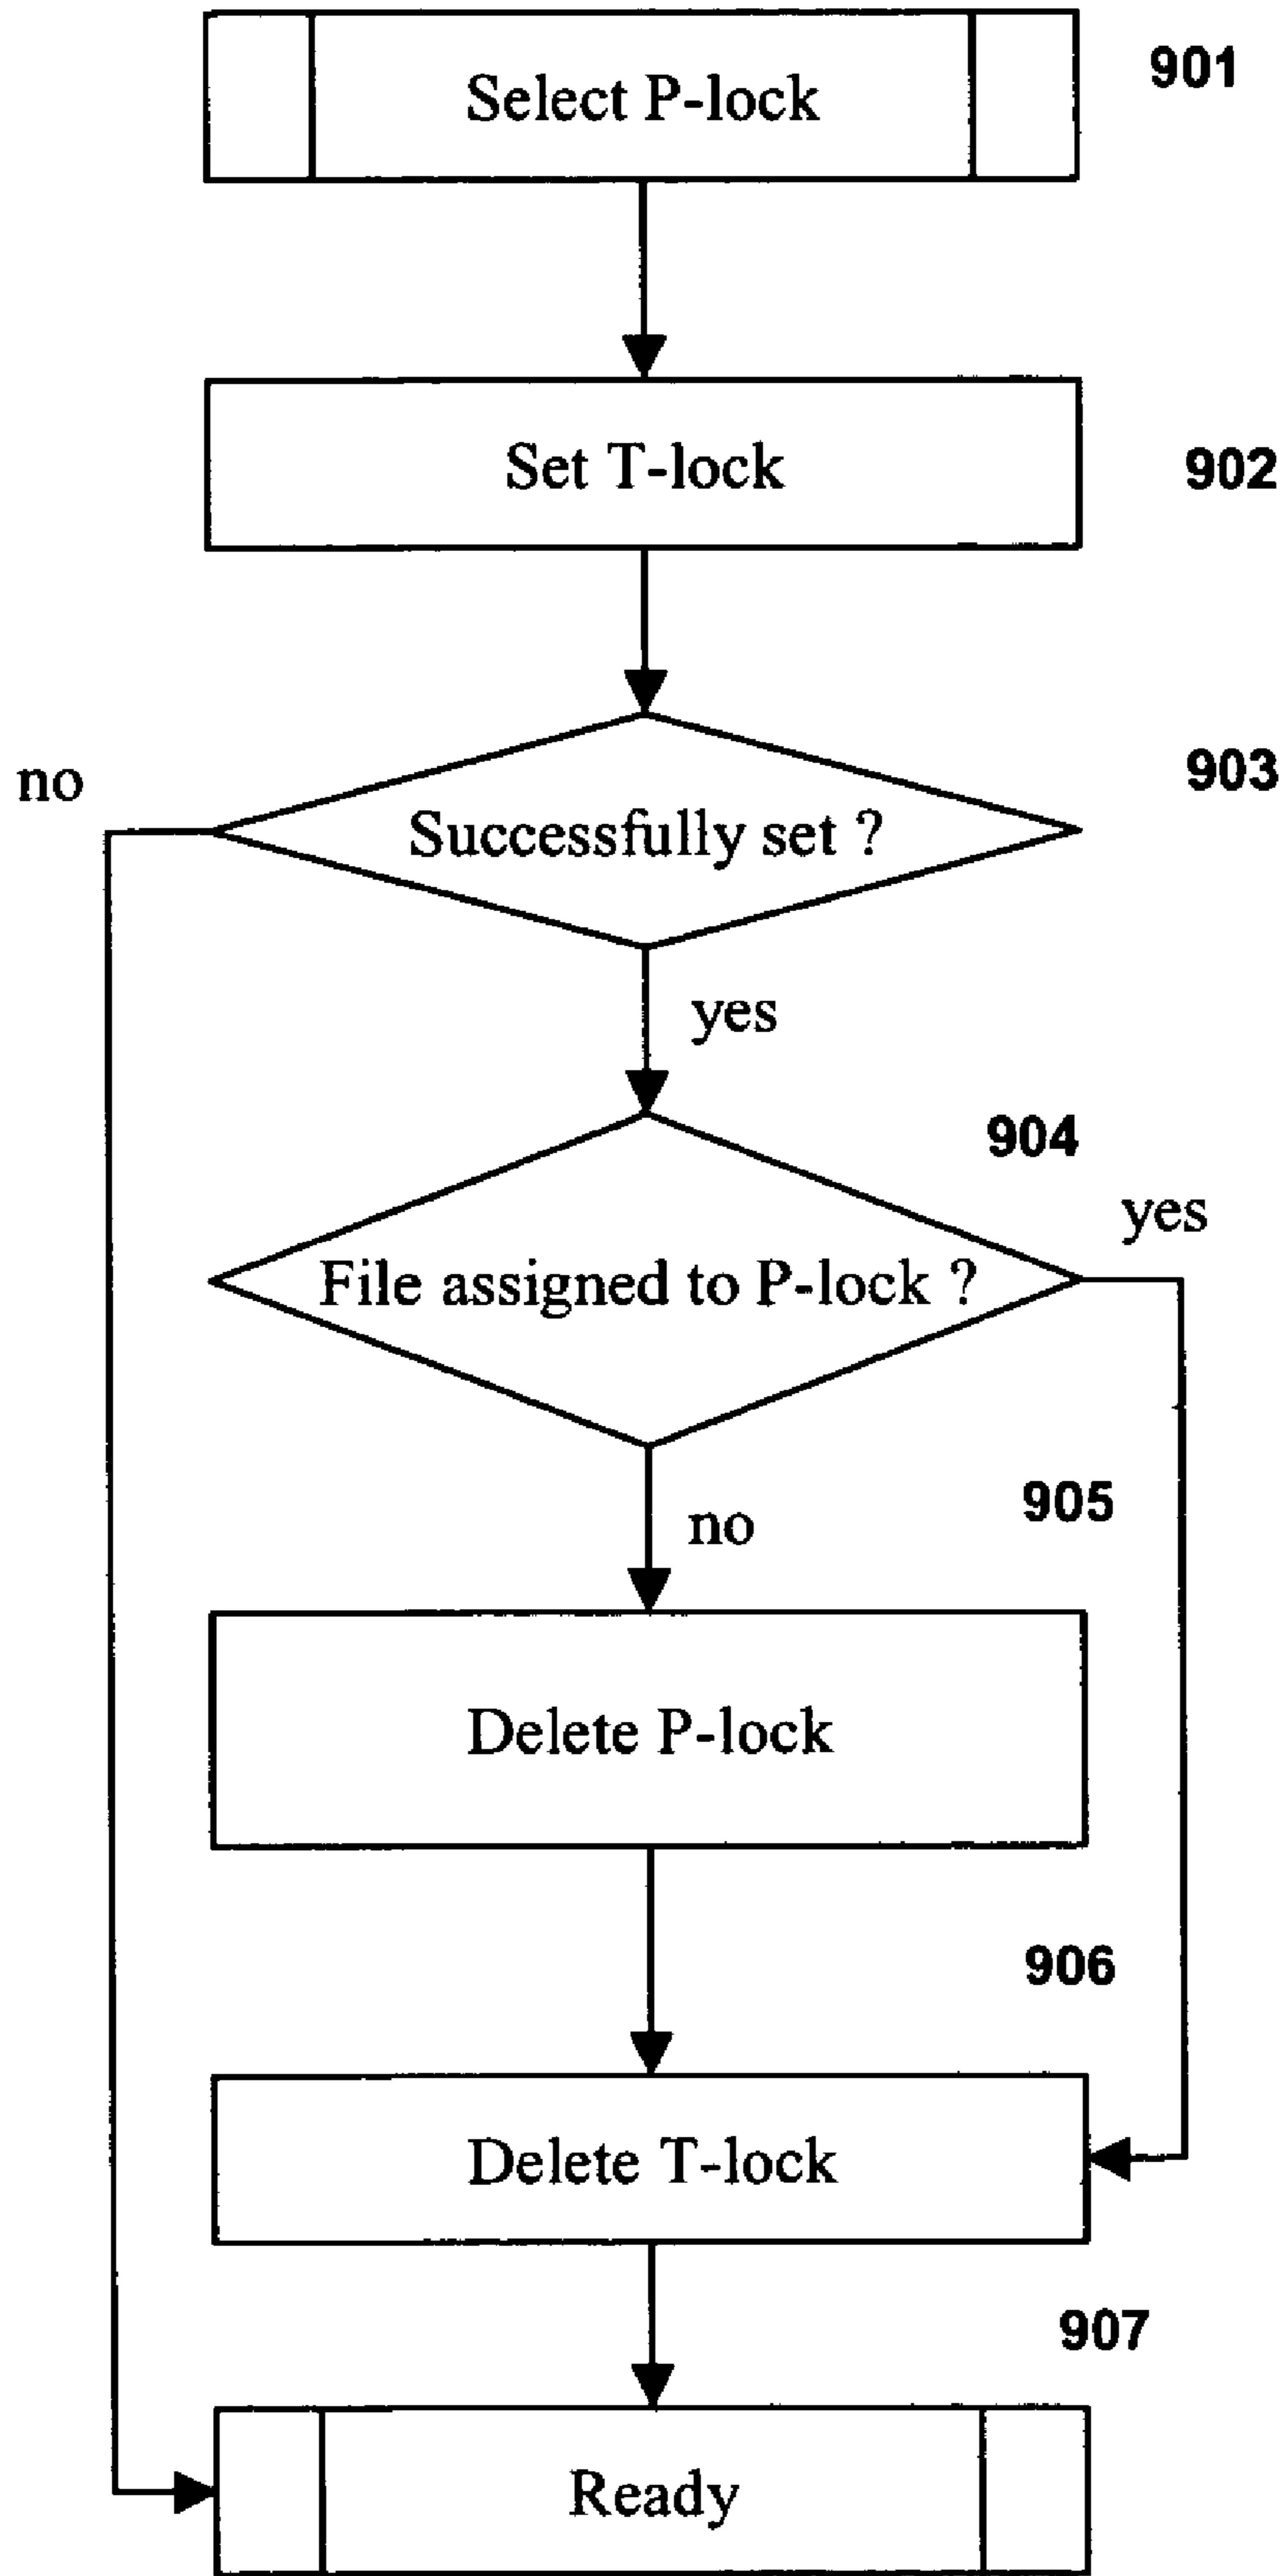 901
Select P-lock
Set T-lock
902
903
no
Successfully set ?
yes
904
yes
File assigned to P-lock ?
905
no
Delete P-lock
906
Delete T-lock
907
Ready